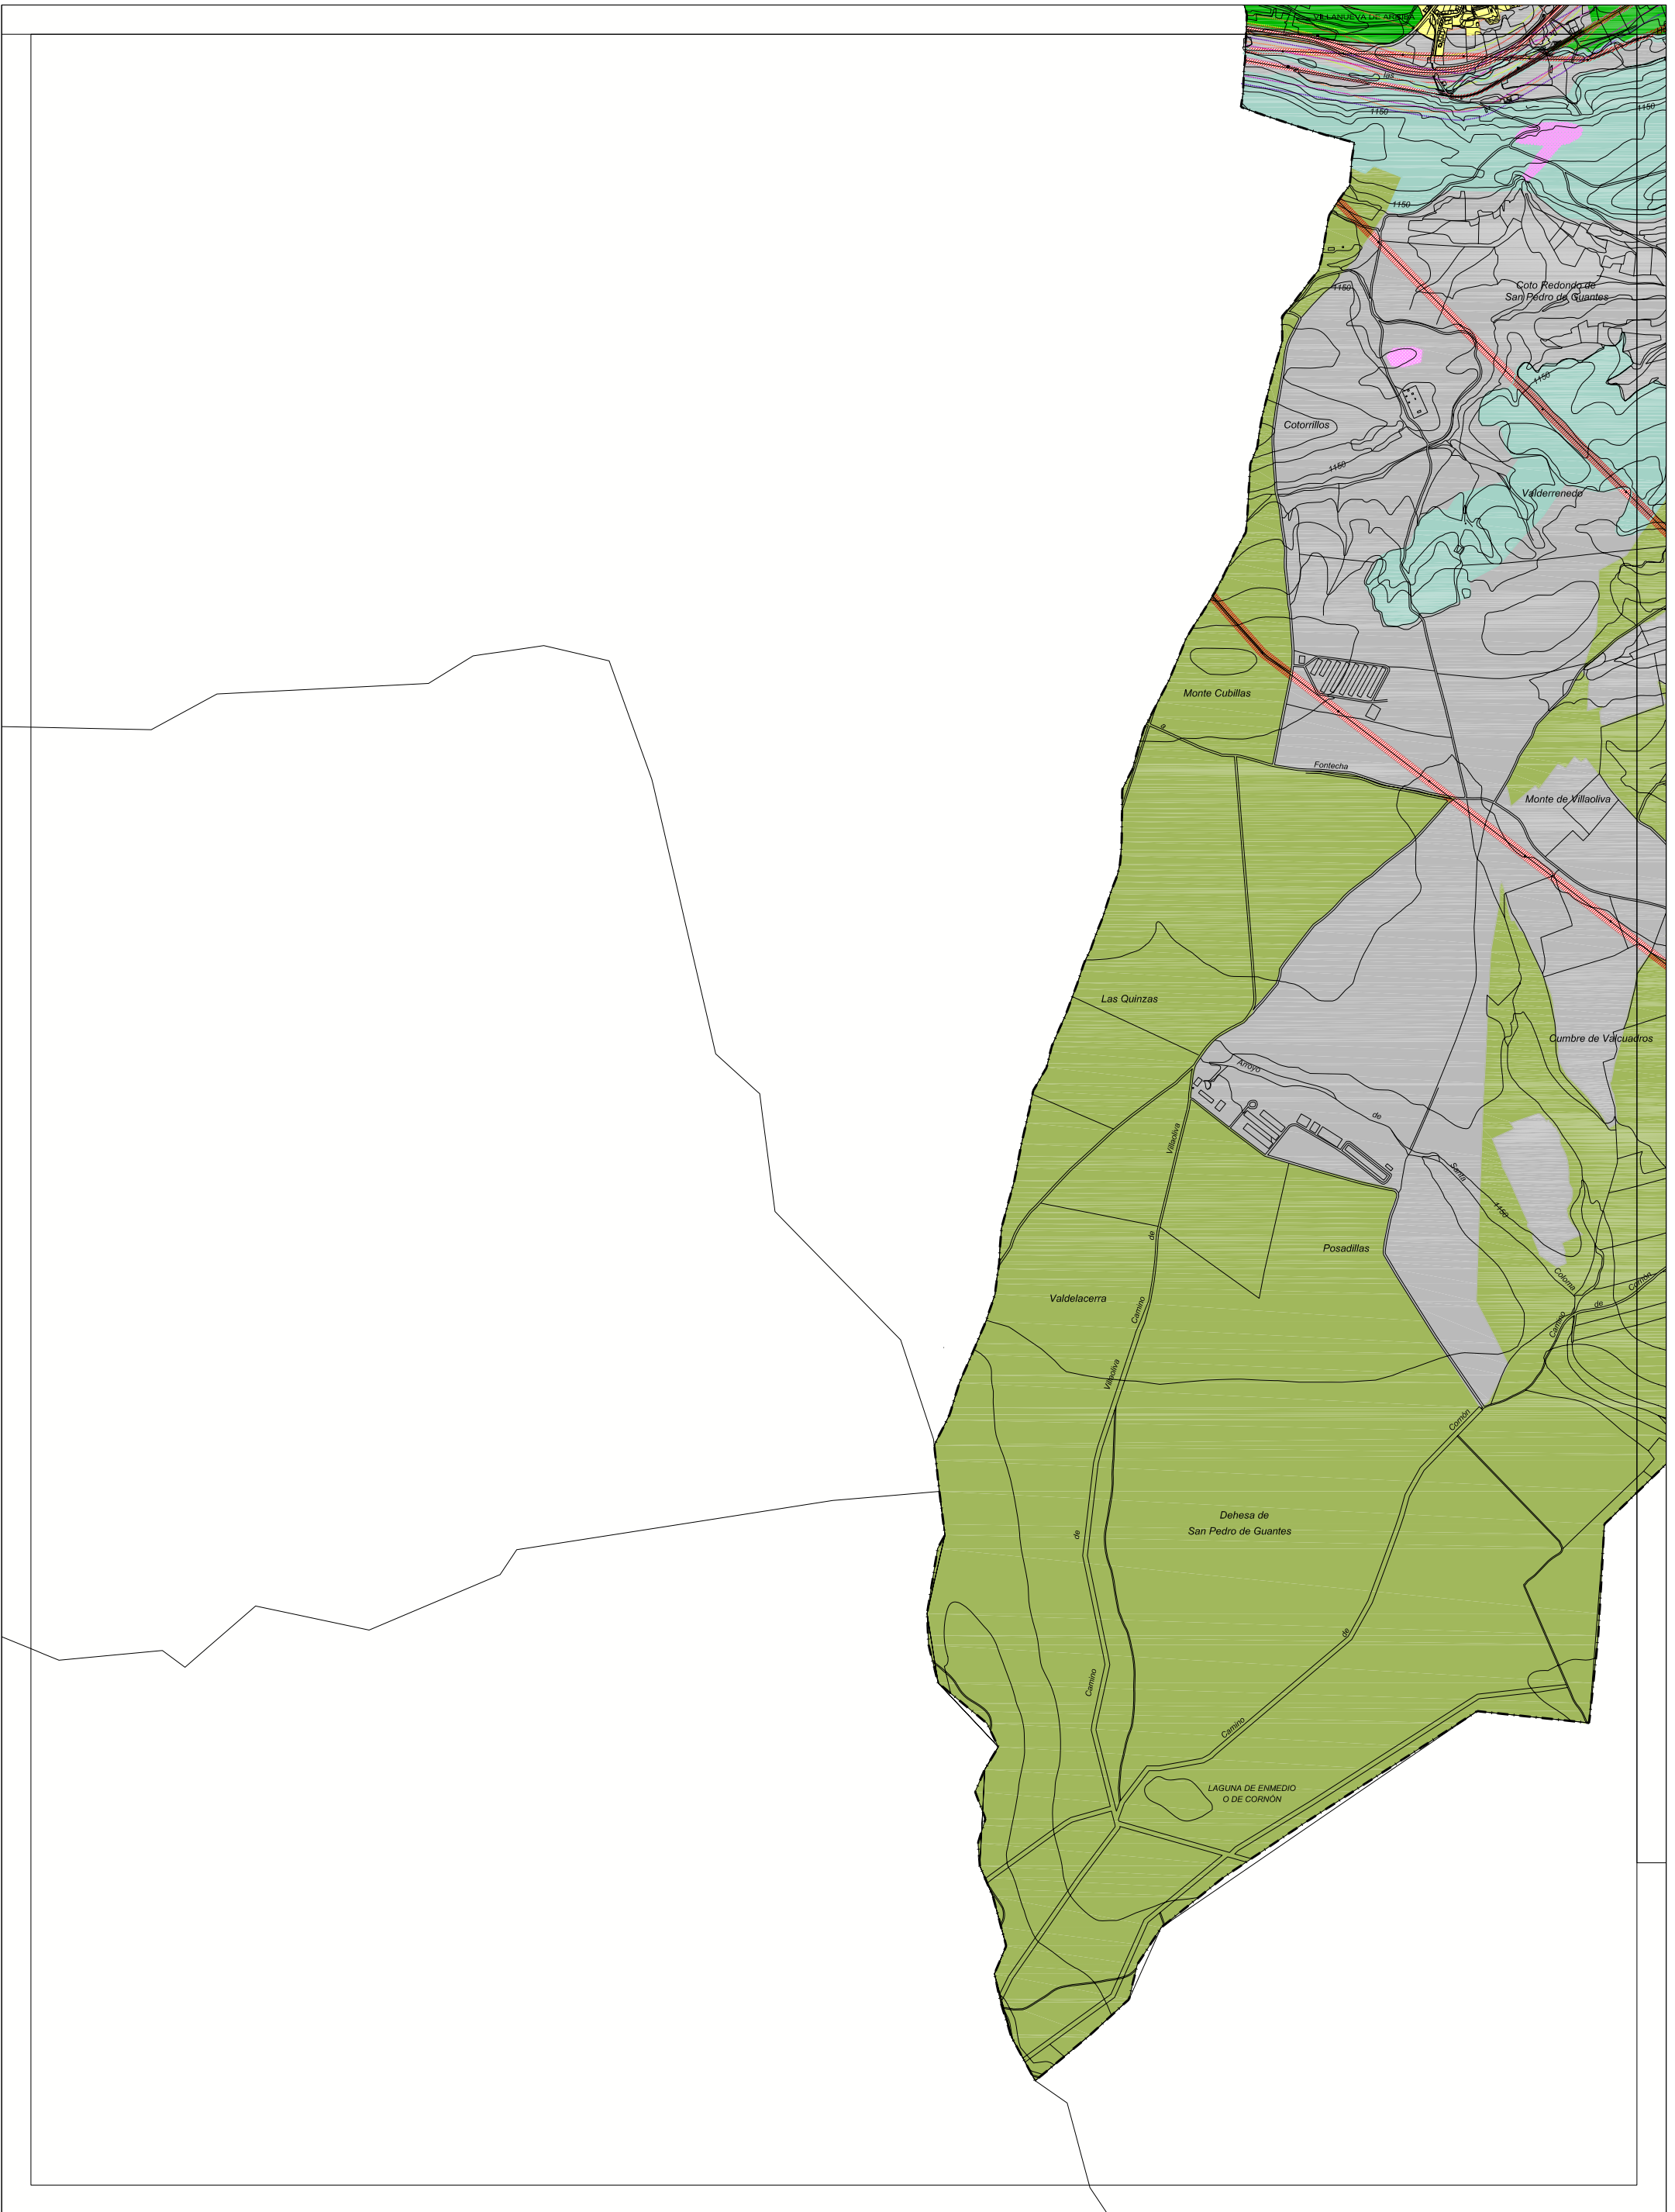 VILLANUEVA DE ARRIBA
las
1150
1150
1150
Coto Redondo de
San Pedro de Guantes
1150
1150
Cotorrillos
1150
Valderrenedo
Monte Cubillas
a
Fontecha
Monte de Villaoliva
Las Quinzas
Cumbre de Valcuadros
Arroyo
de
Santa
Coloma
Villaoliva
de
Camino
1150
Posadillas
Valdelacerra
Camino
de
Cornón
Villaoliva
de
Camino
Cornón
de
Camino
Dehesa de
San Pedro de Guantes
LAGUNA DE ENMEDIO
O DE CORNÓN